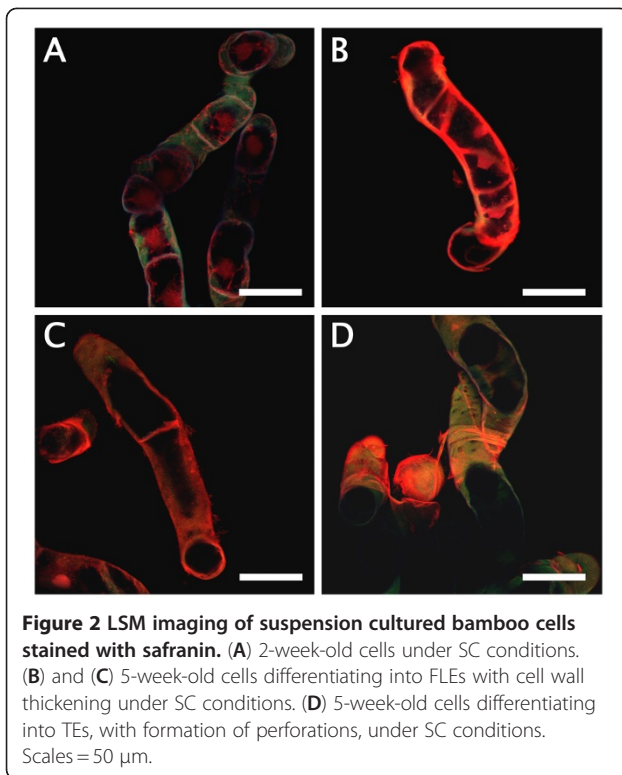 A
B
C
D
Figure 2 LSM imaging of suspension cultured bamboo cells
stained with safranin. (A) 2-week-old cells under SC conditions.
(B) and (C) 5-week-old cells differentiating into FLEs with cell wall
thickening under SC conditions. (D) 5-week-old cells differentiating
into TEs, with formation of perforations, under SC conditions.
Scales = 50 μm.